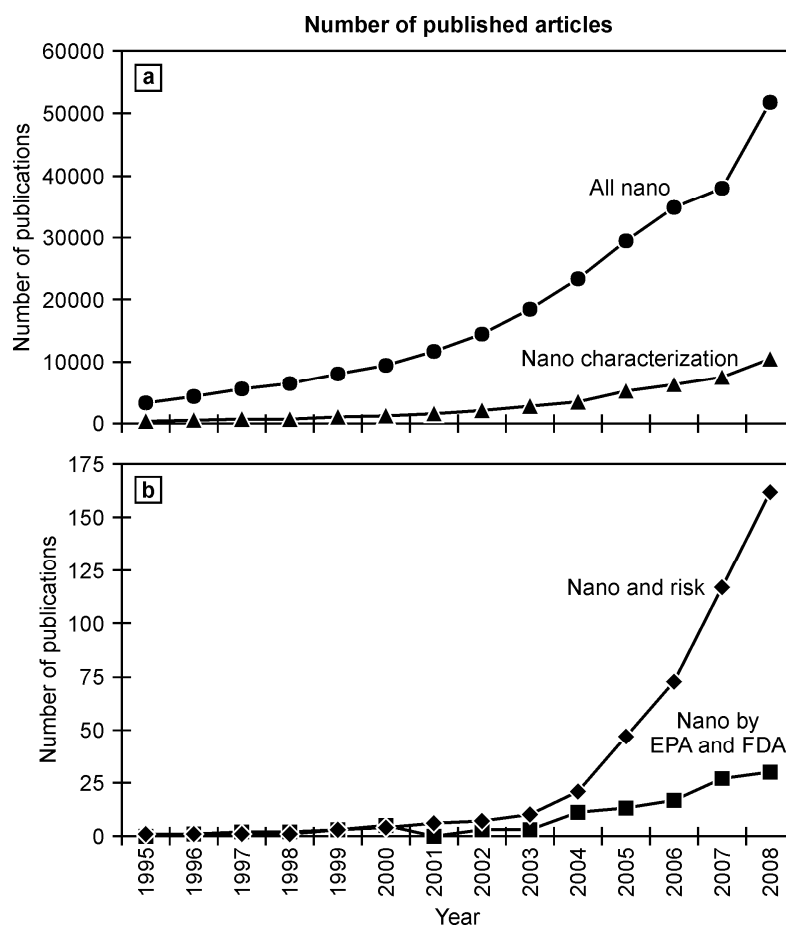 Number of published articles
a
60000
50000
40000
30000
20000
10000
0
Number of publications
All nano
Nano characterization
b
175
150
125
100
75
50
25
0
Number of publications
Nano and risk
Nano by
EPA and FDA
1995
1996
1997
1998
1999
2000
2001
2002
2003
2004
2005
2006
2007
2008
Year